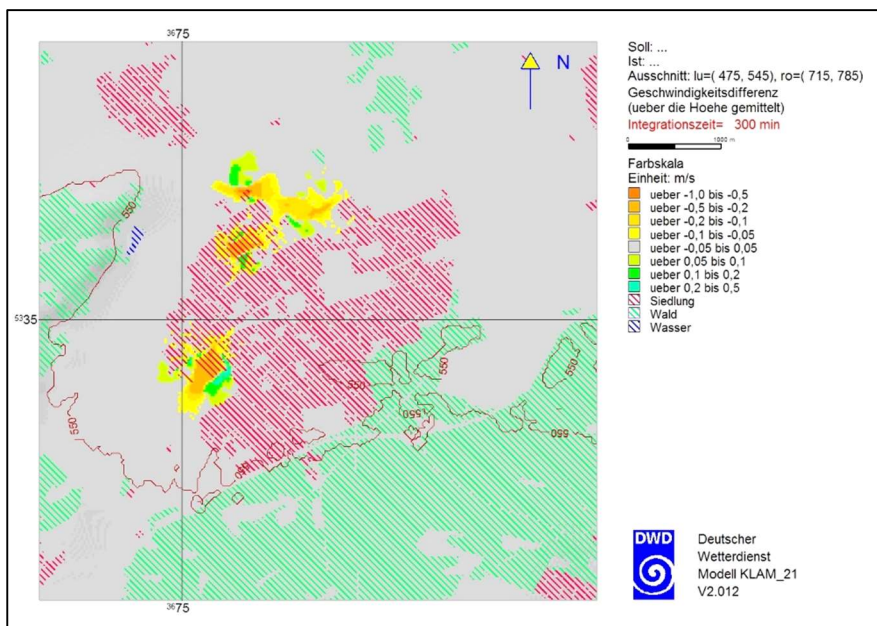 3675
N
550
5335
550
550
550
550
550
3675
Soll: ...
Ist: ...
Ausschnitt: lu=( 475, 545), ro=( 715, 785)
Geschwindigkeitsdifferenz
(ueber die Hoehe gemittelt)
Integrationszeit= 300 min
0 1000 m
Farbskala
Einheit: m/s
ueber -1,0 bis -0,5
ueber -0,5 bis -0,2
ueber -0,2 bis -0,1
ueber -0,1 bis -0.05
ueber -0,05 bis 0,05
ueber 0,05 bis 0,1
ueber 0,1 bis 0,2
ueber 0,2 bis 0,5
Siedlung
Wald
Wasser
DWD
Deutscher
Wetterdienst
Modell KLAM_21
V2.012